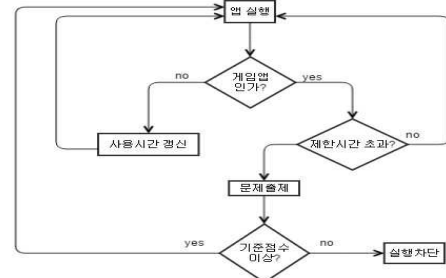 앱 실행
게임앱
인가?
no
yes
사용시간 갱신
제한시간 초과?
no
문제출제
기준점수
이상?
yes
no
실행차단